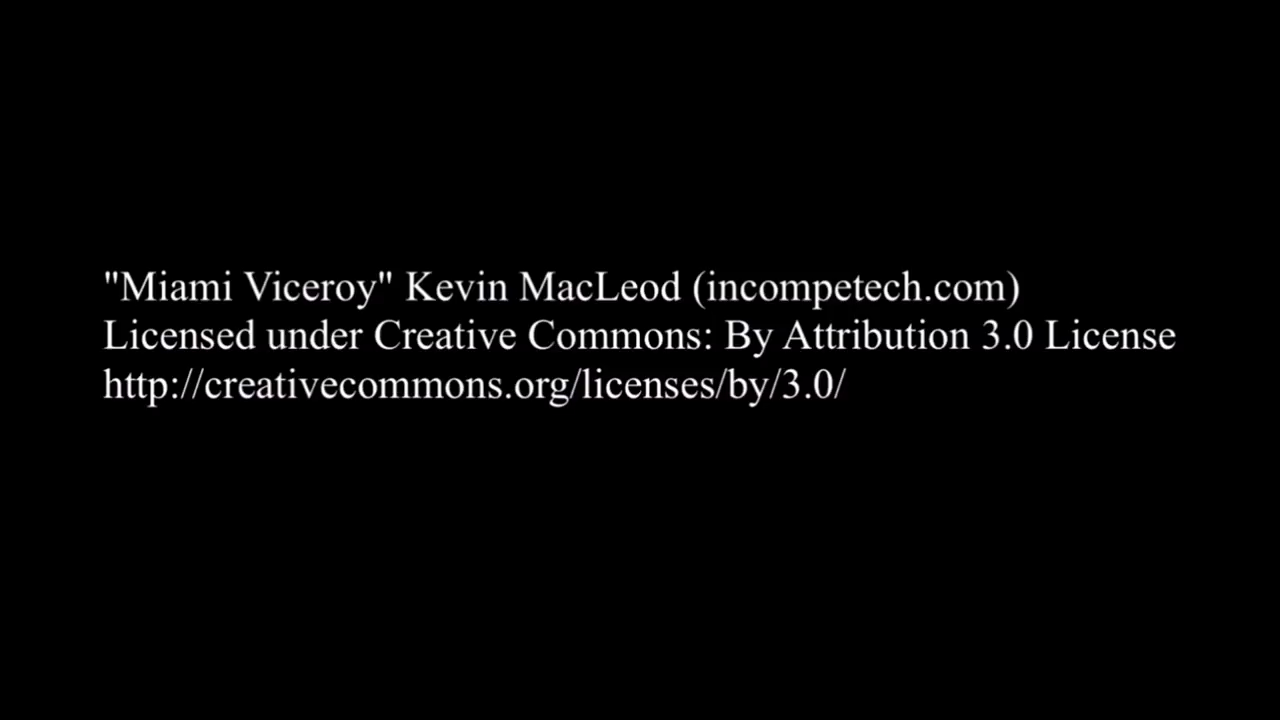 "Miami Viceroy" Kevin MacLeod (incompetech.com)
Licensed under Creative Commons: By Attribution 3.0 License
http://creativecommons.org/licenses/by/3.0/